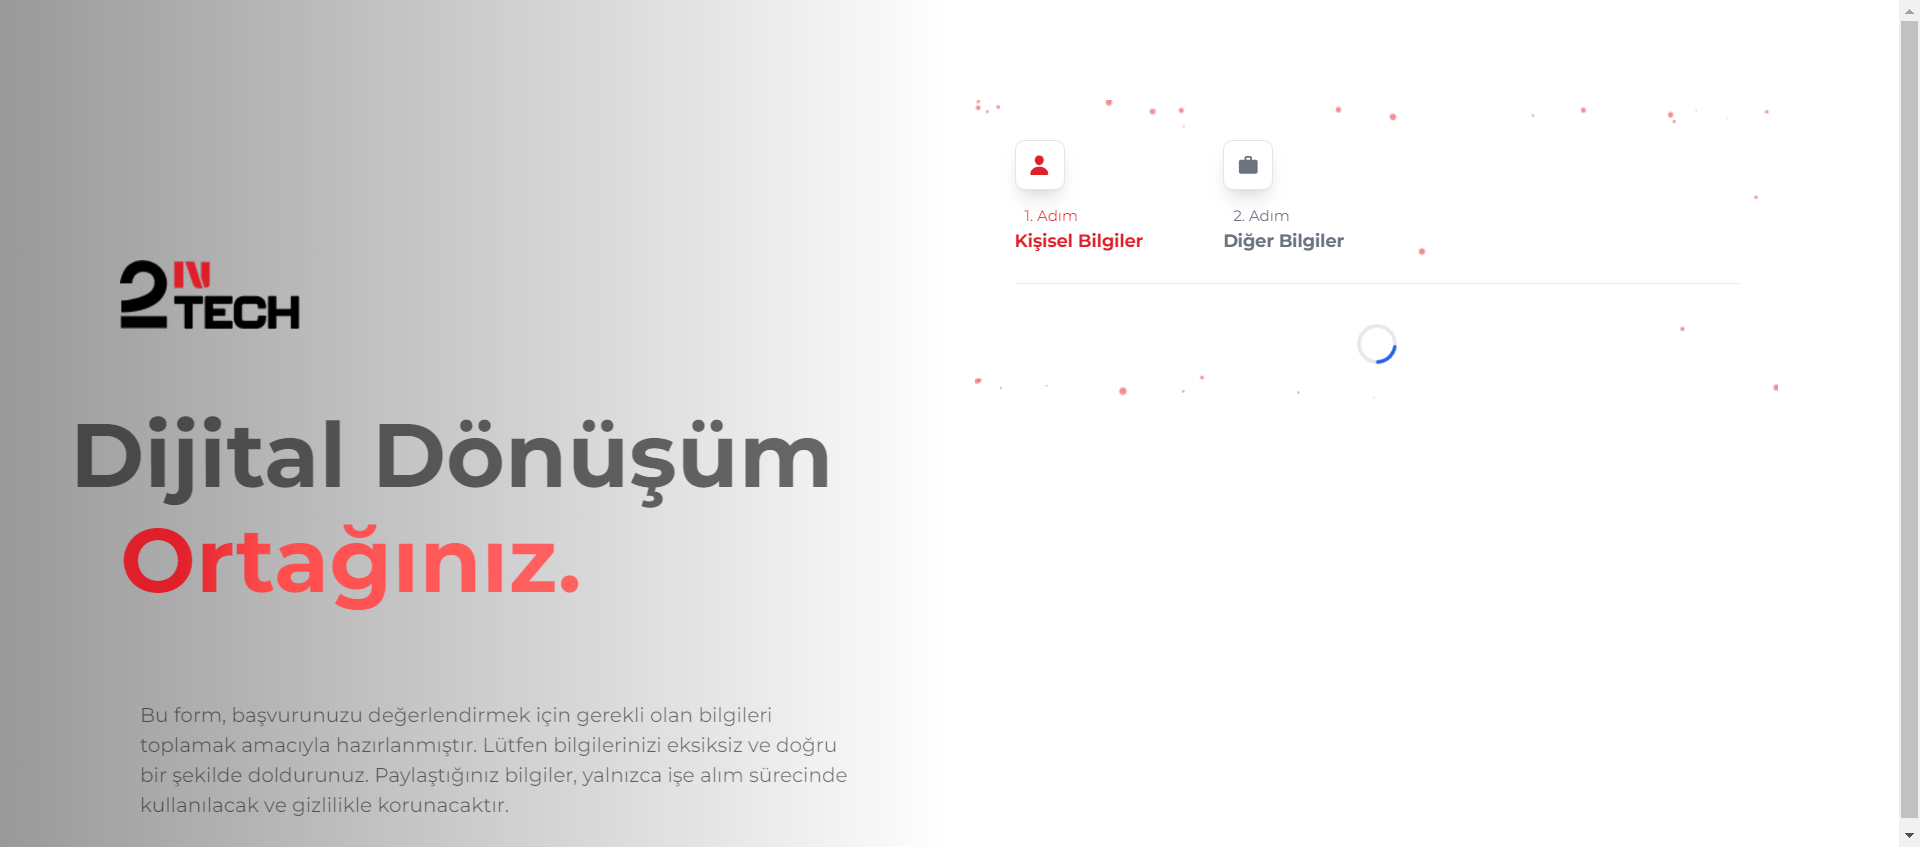 2N
TECH
Dijital Dönüşüm
Ortağınız.
Bu form, başvurunuzu değerlendirmek için gerekli olan bilgileri
toplamak amacıyla hazırlanmıştır. Lütfen bilgilerinizi eksiksiz ve doğru
bir şekilde doldurunuz. Paylaştığınız bilgiler, yalnızca işe alım sürecinde
kullanılacak ve gizlilikle korunacaktır.
1. Adım
Kişisel Bilgiler
2. Adım
Diğer Bilgiler